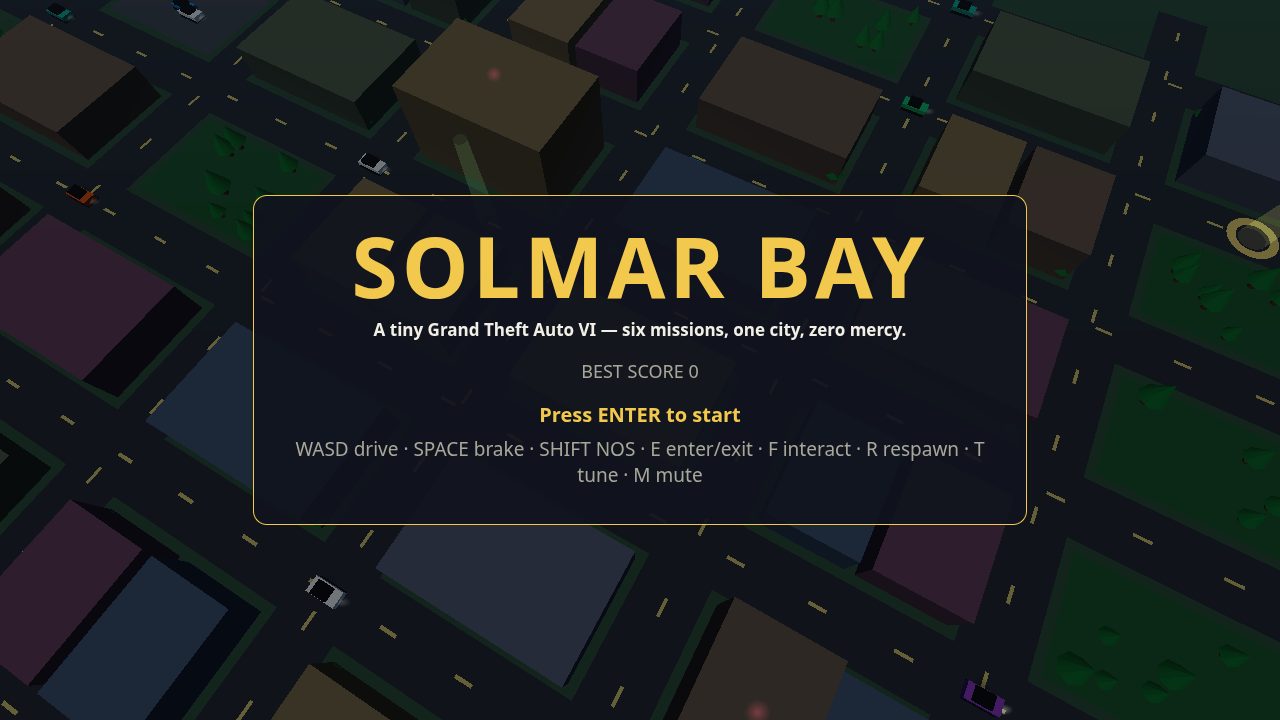 SOLMAR BAY
A tiny Grand Theft Auto VI — six missions, one city, zero mercy.
BEST SCORE 0
Press ENTER to start
WASD drive · SPACE brake · SHIFT NOS · E enter/exit · F interact · R respawn · T
tune · M mute